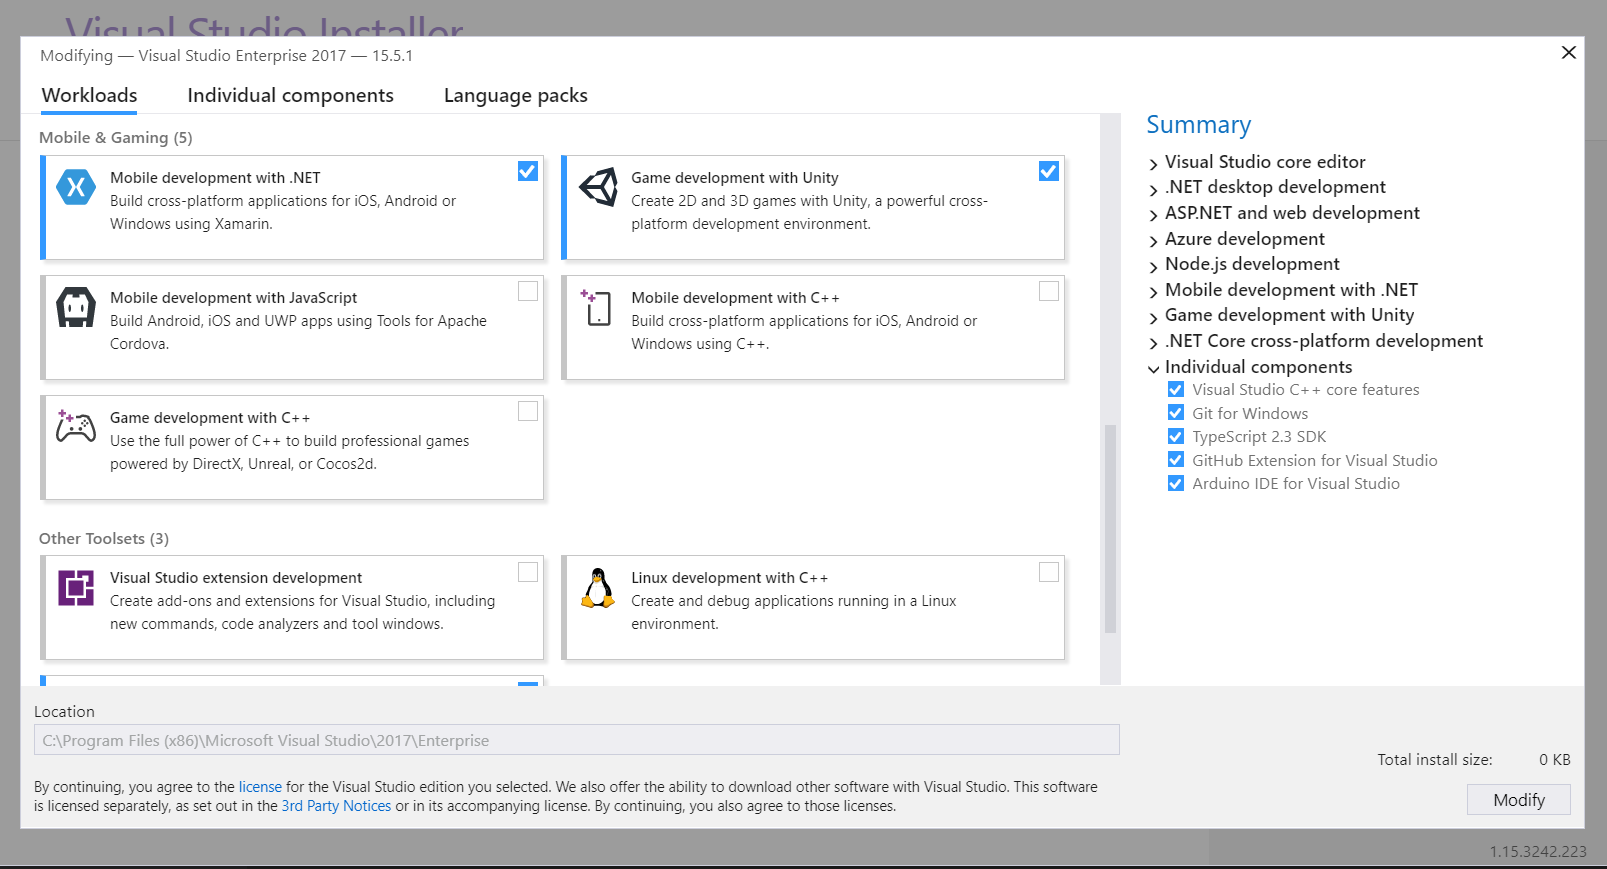 Visual Studio Installer
Modifying — Visual Studio Enterprise 2017 — 15.5.1
Workloads
Individual components
Language packs
Mobile & Gaming (5)
Mobile development with .NET
Build cross-platform applications for iOS, Android or
Windows using Xamarin.
Game development with Unity
Create 2D and 3D games with Unity, a powerful cross-
platform development environment.
Mobile development with JavaScript
Build Android, iOS and UWP apps using Tools for Apache
Cordova.
Mobile development with C++
Build cross-platform applications for iOS, Android or
Windows using C++.
Game development with C++
Use the full power of C++ to build professional games
powered by DirectX, Unreal, or Cocos2d.
Other Toolsets (3)
Visual Studio extension development
Create add-ons and extensions for Visual Studio, including
new commands, code analyzers and tool windows.
Linux development with C++
Create and debug applications running in a Linux
environment.
Summary
Visual Studio core editor
.NET desktop development
ASP.NET and web development
Azure development
Node.js development
Mobile development with .NET
Game development with Unity
.NET Core cross-platform development
Individual components
Visual Studio C++ core features
Git for Windows
TypeScript 2.3 SDK
GitHub Extension for Visual Studio
Arduino IDE for Visual Studio
Location
C:\Program Files (x86)\Microsoft Visual Studio\2017\Enterprise
By continuing, you agree to the license for the Visual Studio edition you selected. We also offer the ability to download other software with Visual Studio. This software
is licensed separately, as set out in the 3rd Party Notices or in its accompanying license. By continuing, you also agree to those licenses.
Total install size: 0 KB
Modify
1.15.3242.223